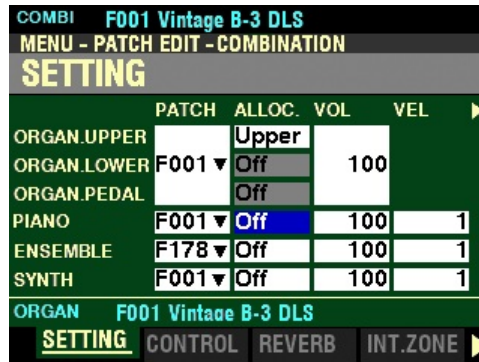 COMBI F001 Vintage B-3 DLS
MENU - PATCH EDIT - COMBINATION
SETTING
PATCH ALLOC. VOL VEL
ORGAN.UPPER Upper
ORGAN.LOWER F001 ▼ Off 100
ORGAN.PEDAL Off
PIANO F001 ▼ Off 100 1
ENSEMBLE F178 ▼ Off 100 1
SYNTH F001 ▼ Off 100 1
ORGAN F001 Vintage B-3 DLS
SETTING CONTROL REVERB INT.ZONE